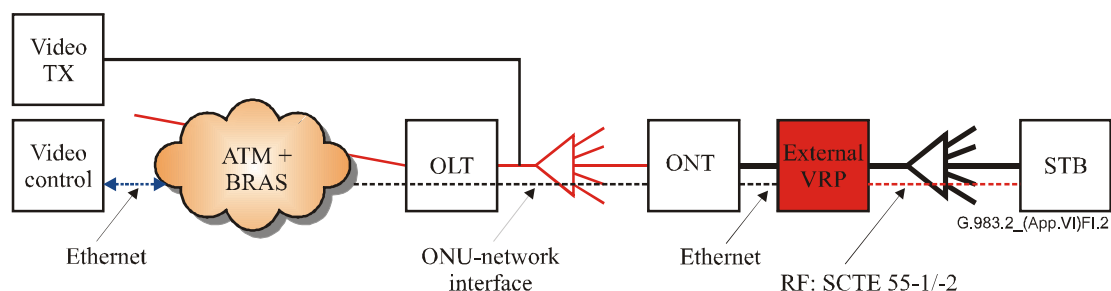 Video
TX
Video
control
ATM +
BRAS
OLT
ONT
External
VRP
STB
G.983.2_(App.VI)FI.2
Ethernet
ONU-network
interface
Ethernet
RF: SCTE 55-1/-2